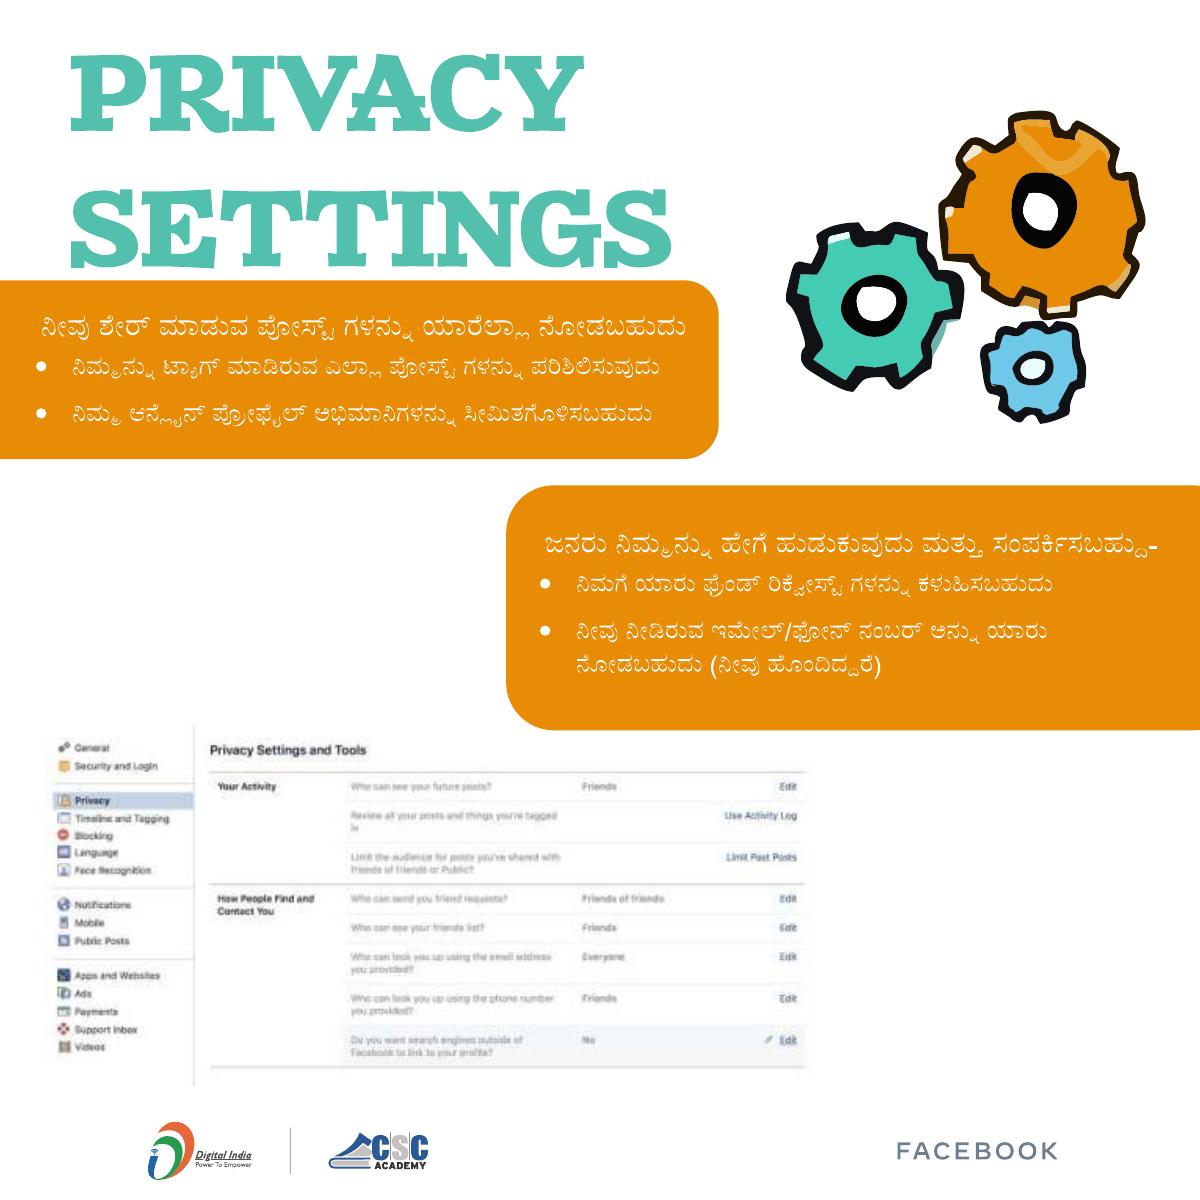 PRIVACY
SETTINGS
ನೀವು ಶೇರ್ ಮಾಡುವ ಪೋಸ್ಟ್ ಗಳನ್ನು ಯಾರೆಲ್ಲಾ ನೋಡಬಹುದು
• ನಿಮ್ಮನ್ನು ಟ್ಯಾಗ್ ಮಾಡಿರುವ ಎಲ್ಲಾ ಪೋಸ್ಟ್ ಗಳನ್ನು ಪರಿಶಿಲಿಸುವುದು
• ನಿಮ್ಮ ಆನ್ಲೈನ್ ಪ್ರೋಫೈಲ್ ಅಭಿಮಾನಿಗಳನ್ನು ಸೀಮಿತಗೊಳಿಸಬಹುದು
ಜನರು ನಿಮ್ಮನ್ನು ಹೇಗೆ ಹುಡುಕುವುದು ಮತ್ತು ಸಂಪರ್ಕಿಸಬಹ್ದು-
• ನಿಮಗೆ ಯಾರು ಫ್ರೆಂಡ್ ರಿಕ್ವೇಸ್ಟ್ ಗಳನ್ನು ಕಳುಹಿಸಬಹುದು
• ನೀವು ನೀಡಿರುವ ಇಮೇಲ್/ಫೋನ್ ನಂಬರ್ ಅನ್ನು ಯಾರು
ನೋಡಬಹುದು (ನೀವು ಹೊಂದಿದ್ದರೆ)
General
Security and Login
Privacy
Timeline and Tagging
Blocking
Language
Face Recognition
Notifications
Mobile
Public Posts
Apps and Websites
Ads
Payments
Support Inbox
Videos
Privacy Settings and Tools
Your Activity Who can see your future posts? Friends Edit
Review all your posts and things you're tagged Use Activity Log
in
Limit the audience for posts you've shared with Limit Past Posts
friends of friends or Public?
How People Find and Who can send you friend requests? Friends of friends Edit
Contact You
Who can see your friends list? Friends Edit
Who can look you up using the email address Everyone Edit
you provided?
Who can look you up using the phone number Friends Edit
you provided?
Do you want search engines outside of No Edit
Facebook to link to your profile?
Digital India
Power To Empower
CSC
ACADEMY
FACEBOOK